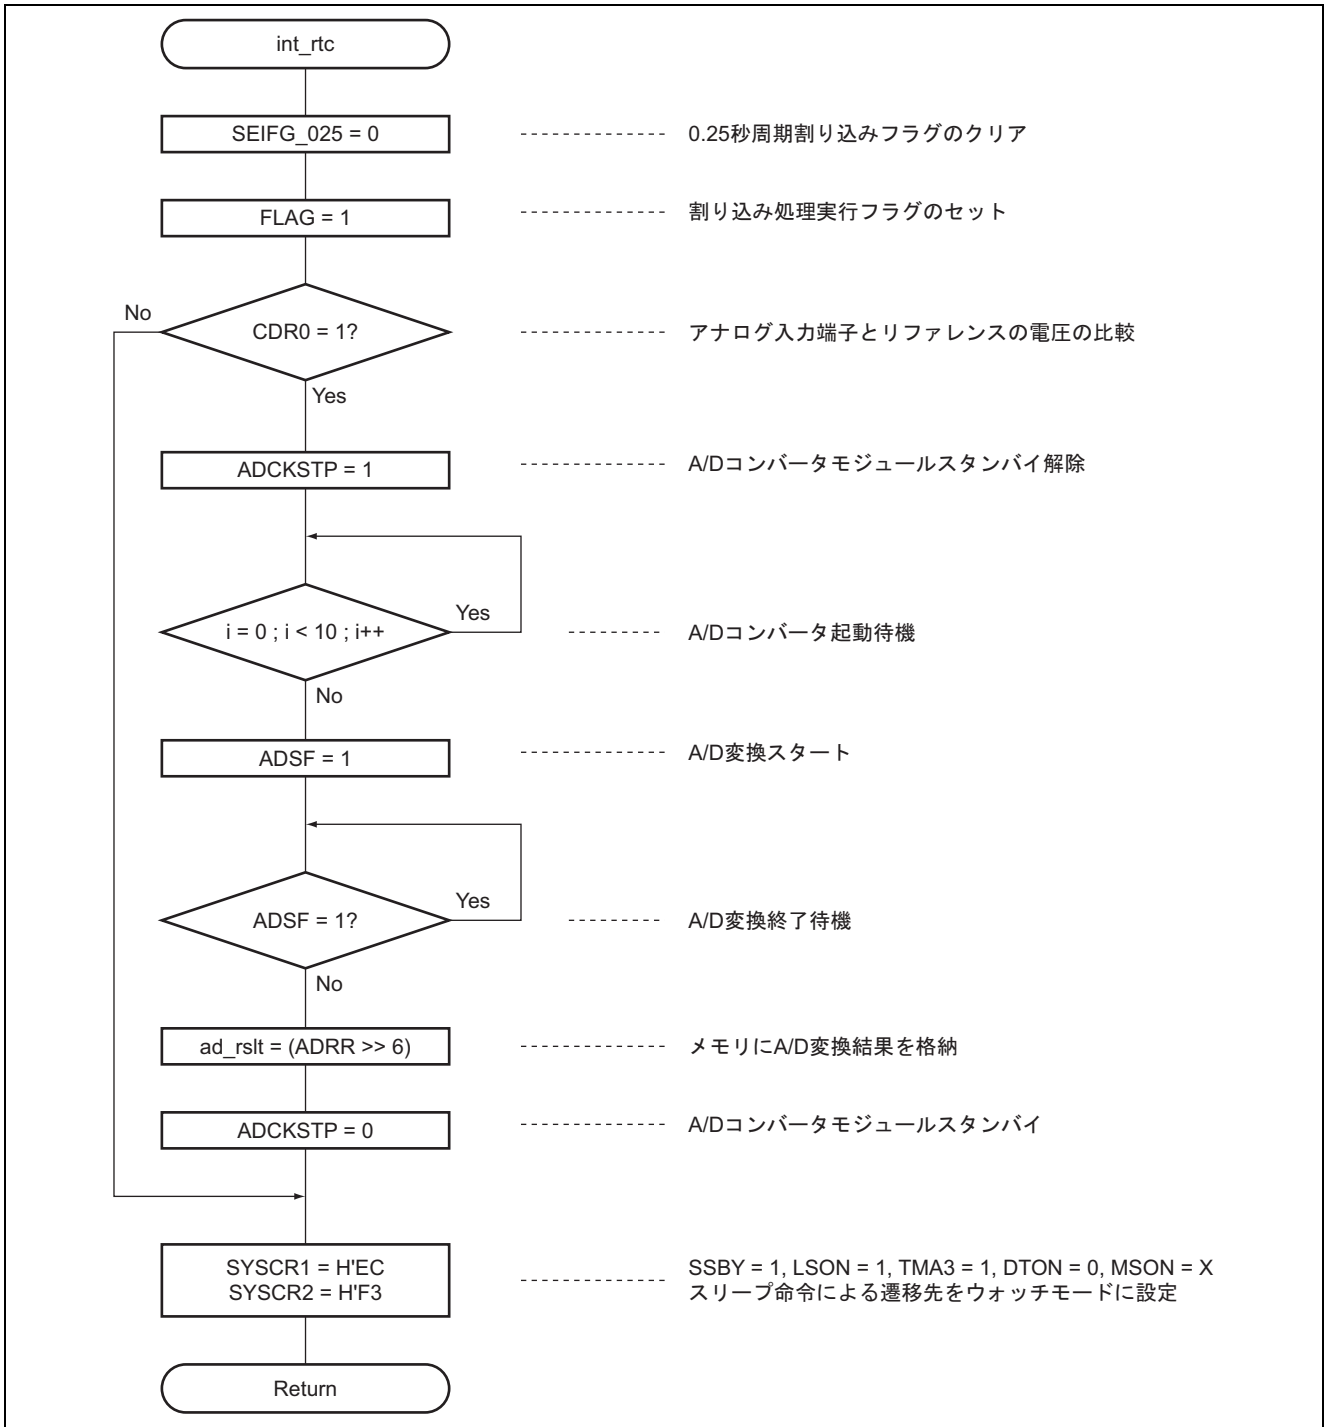 int_rtc
SEIFG_025 = 0
0.25秒周期割り込みフラグのクリア
FLAG = 1
割り込み処理実行フラグのセット
No
CDR0 = 1?
アナログ入力端子とリファレンスの電圧の比較
Yes
ADCKSTP = 1
A/Dコンバータモジュールスタンバイ解除
i = 0 ; i < 10 ; i++
Yes
A/Dコンバータ起動待機
No
ADSF = 1
A/D変換スタート
ADSF = 1?
Yes
A/D変換終了待機
No
ad_rslt = (ADRR >> 6)
メモリにA/D変換結果を格納
ADCKSTP = 0
A/Dコンバータモジュールスタンバイ
SYSCR1 = H'EC
SYSCR2 = H'F3
SSBY = 1, LSON = 1, TMA3 = 1, DTON = 0, MSON = X
スリープ命令による遷移先をウォッチモードに設定
Return